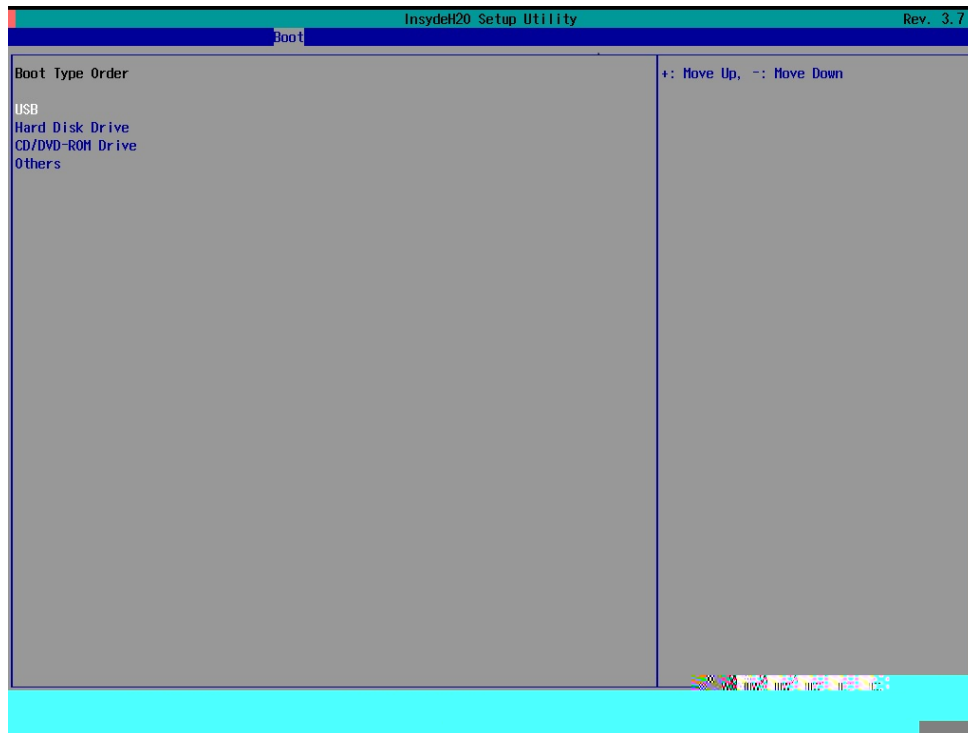 InsydeH20 Setup Utility Rev. 3.7
Boot
Boot Type Order
+: Move Up, -: Move Down
USB
Hard Disk Drive
CD/DVD-ROM Drive
Others